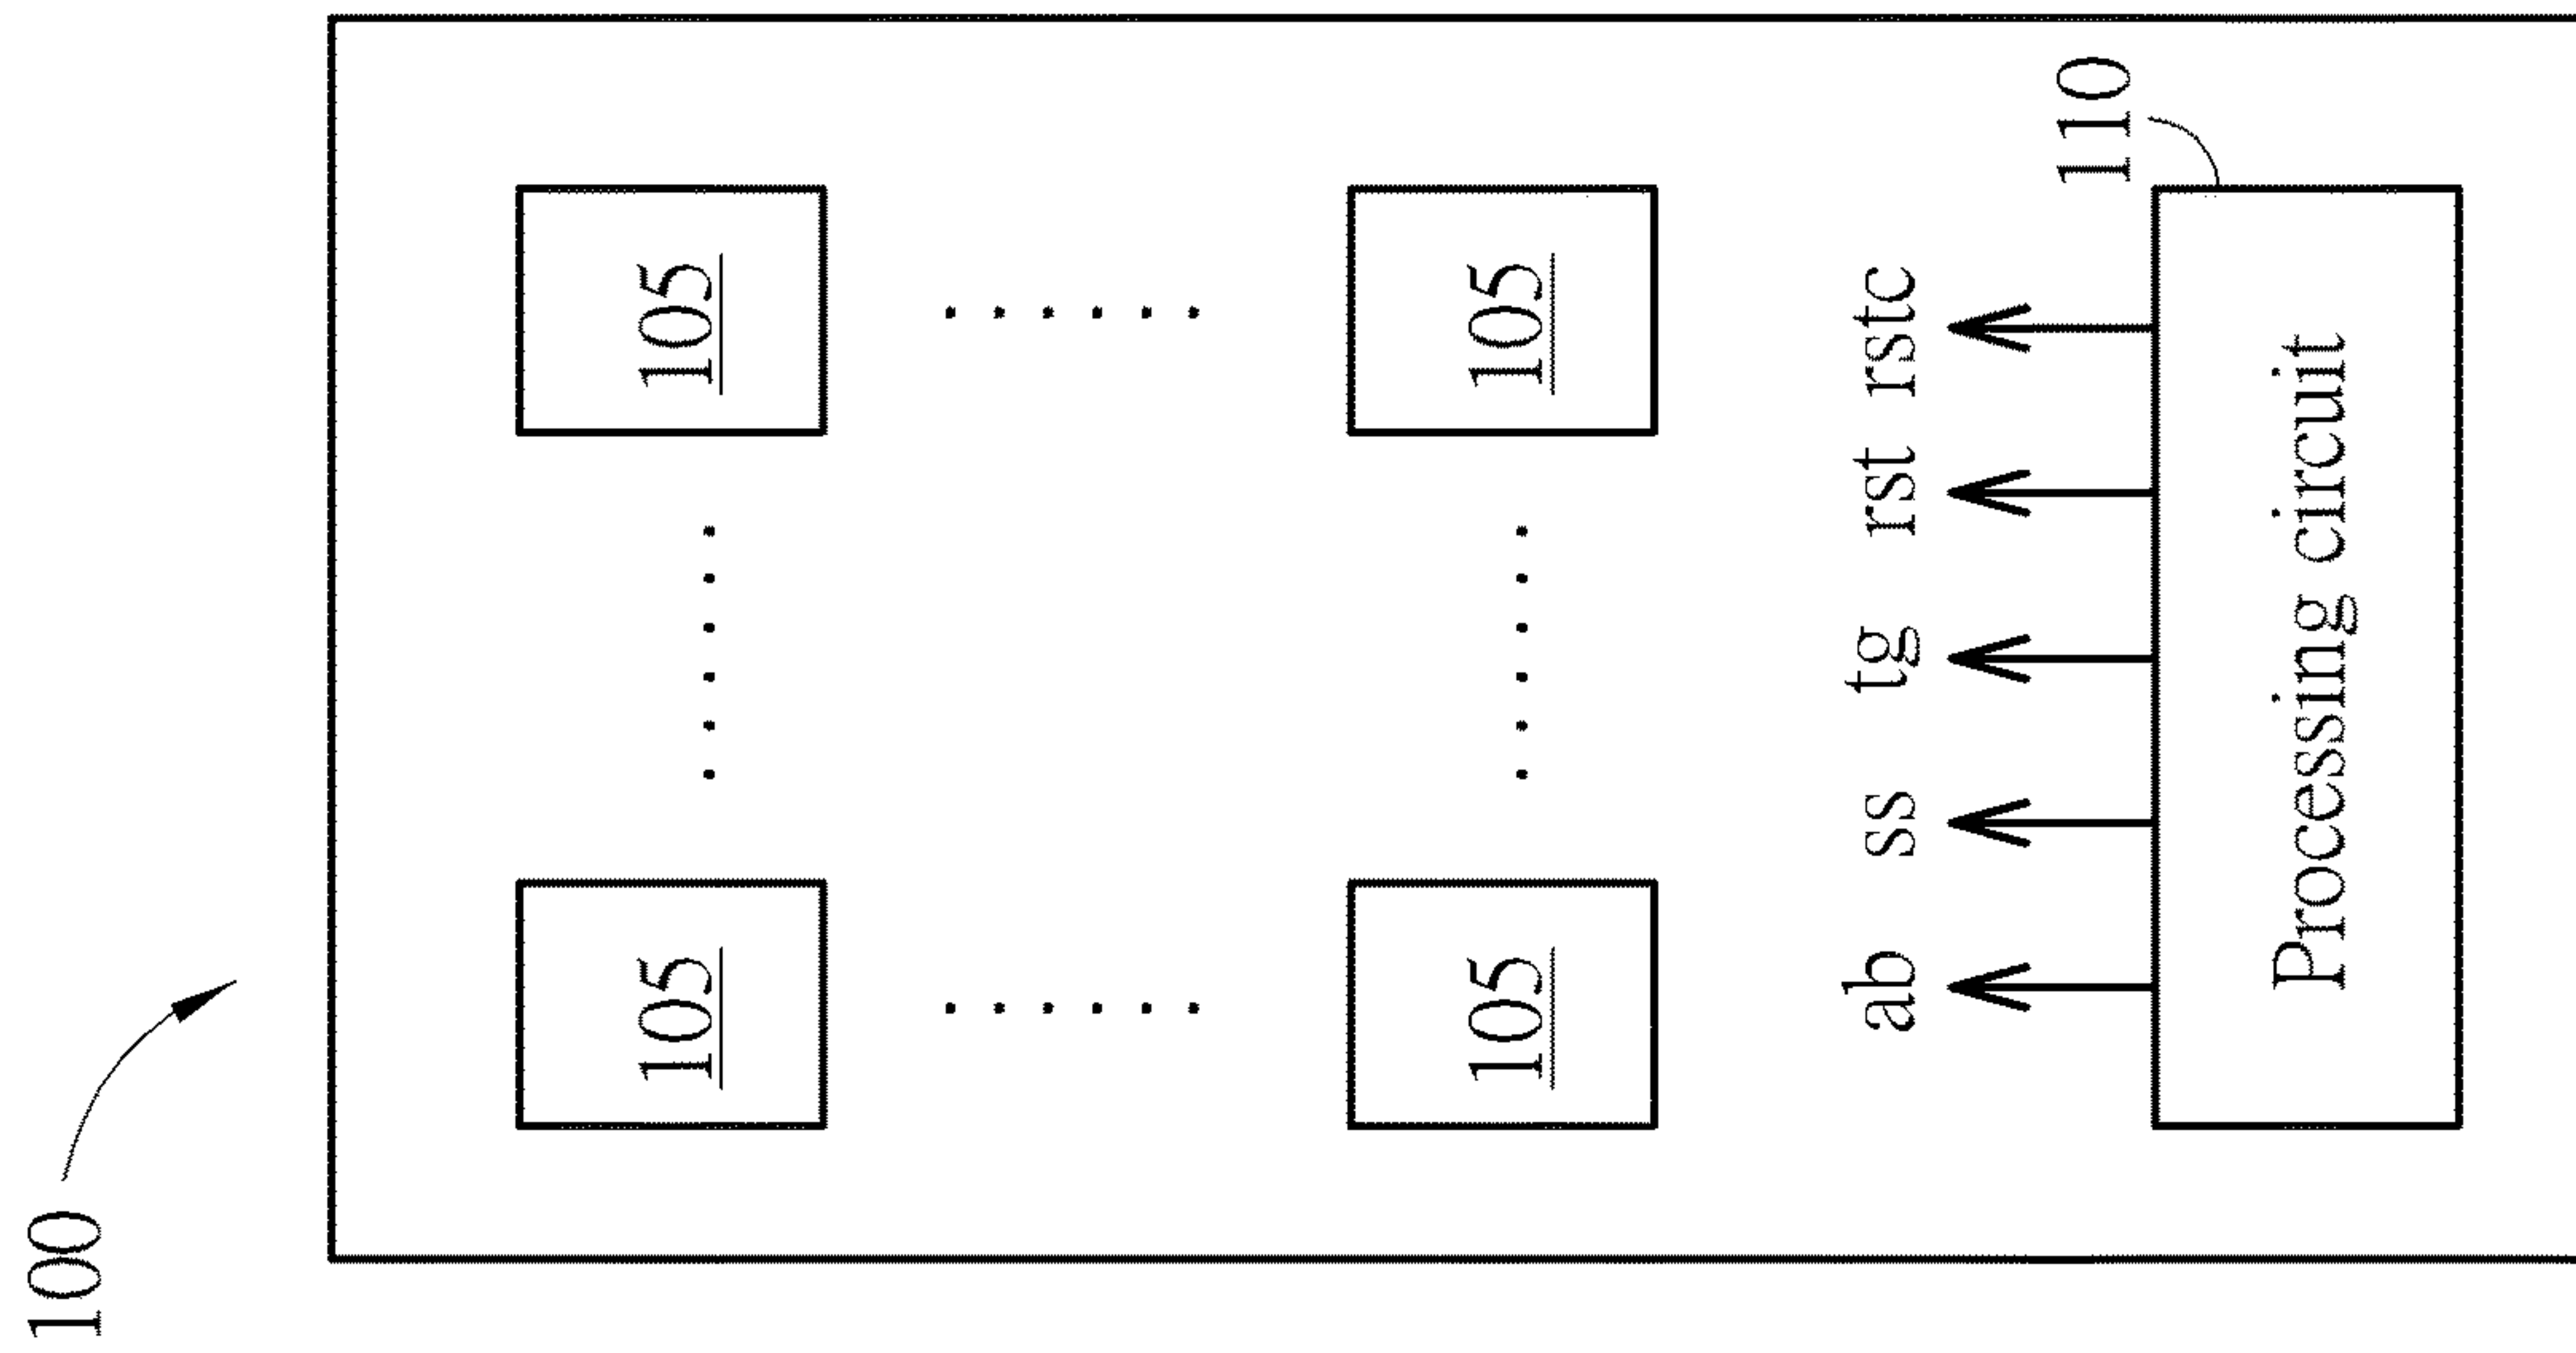 100
105 105
105 105
ab ss tg rst rstc
110
Processing circuit